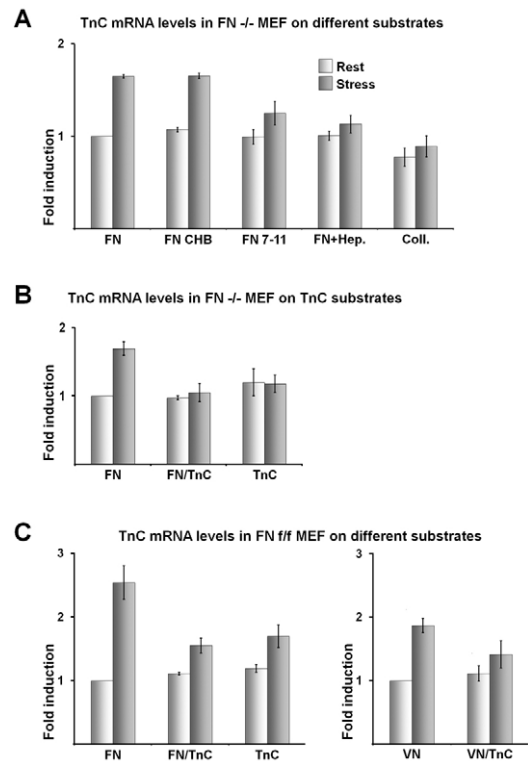 A
TnC mRNA levels in FN -/- MEF on different substrates
Fold induction
2
1
Rest
Stress
FN FN CHB FN 7-11 FN+Hep. Coll.
B
TnC mRNA levels in FN -/- MEF on TnC substrates
Fold induction
2
1
FN FN/TnC TnC
C
TnC mRNA levels in FN f/f MEF on different substrates
Fold induction
3
2
1
FN FN/TnC TnC
Fold induction
3
2
1
VN VN/TnC